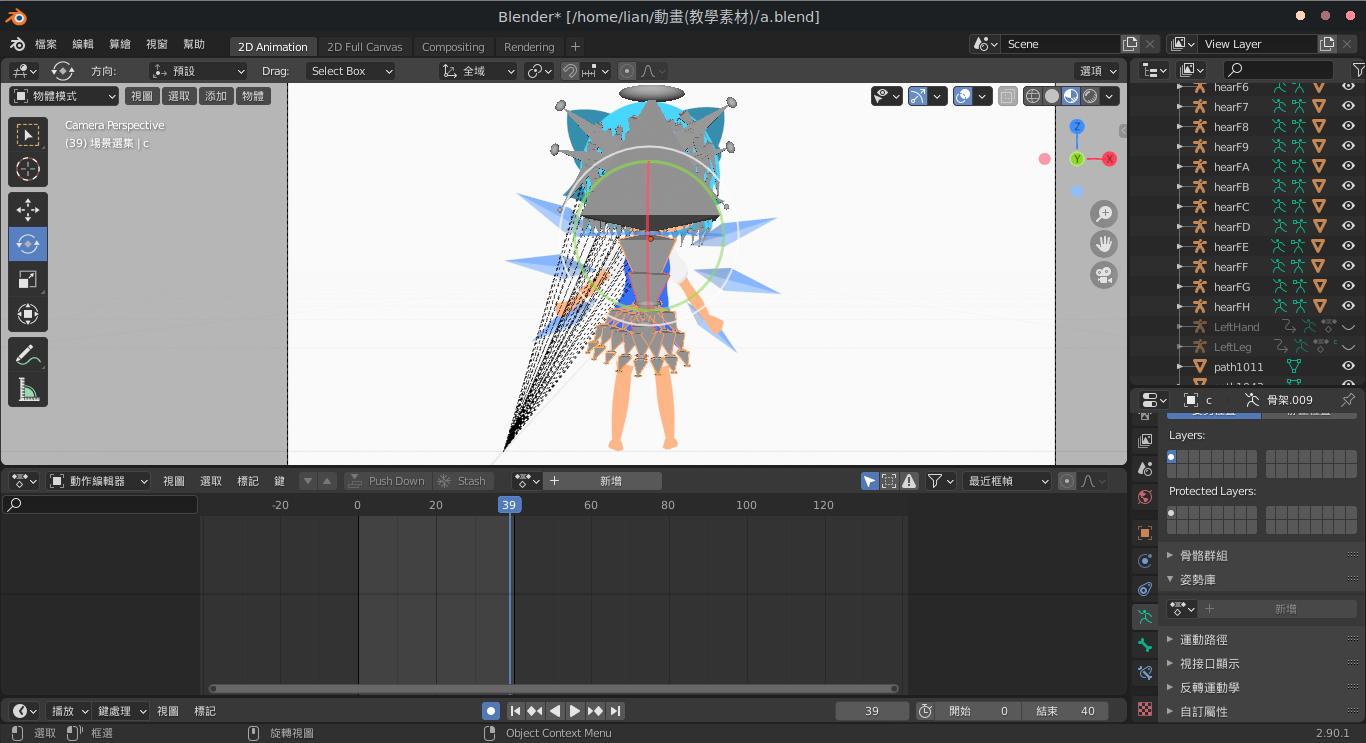 Blender* [/home/lian/動畫(教學素材)/a.blend]
檔案 編輯 算繪 視窗 幫助 2D Animation 2D Full Canvas Compositing Rendering + Scene View Layer
方向: 預設 Drag: Select Box 全域 選項
物體模式 視圖 選取 添加 物體
Camera Perspective
(39) 場景選集 | c
Z
Y
X
hearF6
hearF7
hearF8
hearF9
hearFA
hearFB
hearFC
hearFD
hearFE
hearFF
hearFG
hearFH
LeftHand
LeftLeg
path1011
c 骨架.009
Layers:
Protected Layers:
骨骼群組
姿勢庫
新增
運動路徑
視接口顯示
反轉運動學
自訂屬性
動作編輯器 視圖 選取 標記 鍵 Push Down Stash 新增 最近框幀
-20 0 20 39 60 80 100 120
播放 鍵處理 視圖 標記 39 開始 0 結束 40
選取 框選 旋轉視圖 Object Context Menu 2.90.1